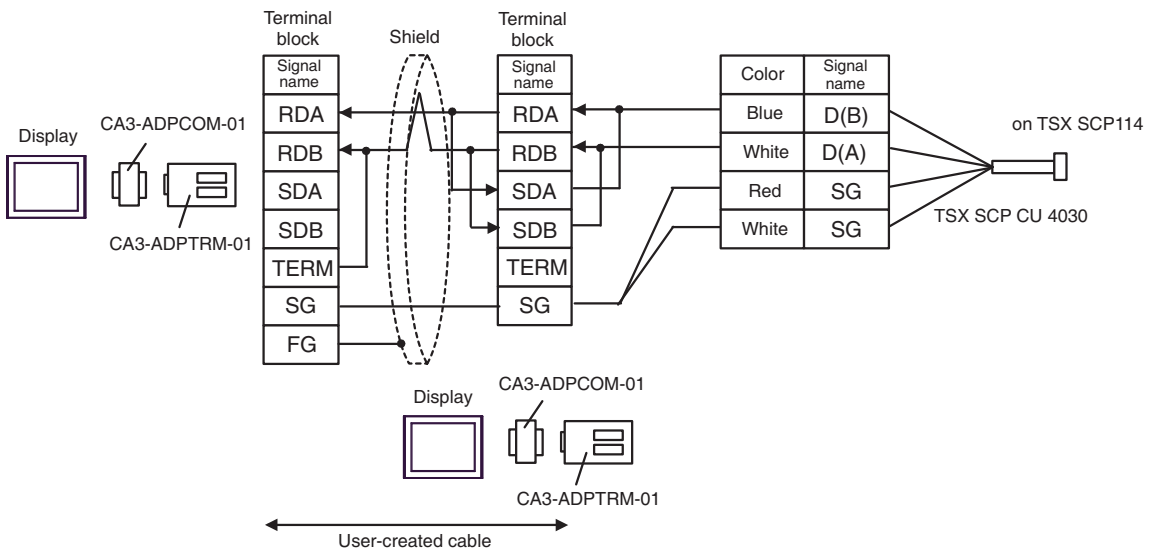 Terminal
block
Shield
Terminal
block
Signal
name
RDA
RDB
SDA
SDB
TERM
SG
FG
Signal
name
RDA
RDB
SDA
SDB
TERM
SG
Color
Signal
name
Blue
D(B)
White
D(A)
Red
SG
White
SG
on TSX SCP114
TSX SCP CU 4030
Display
CA3-ADPCOM-01
CA3-ADPTRM-01
Display
CA3-ADPCOM-01
CA3-ADPTRM-01
User-created cable